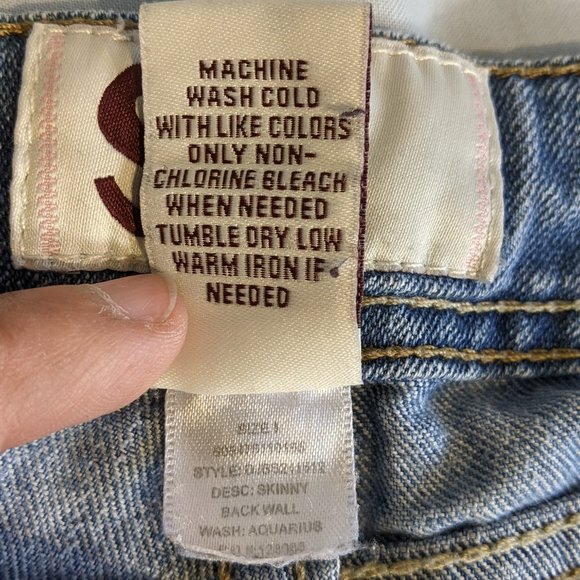 S
MACHINE
WASH COLD
WITH LIKE COLORS
ONLY NON-
CHLORINE BLEACH
WHEN NEEDED
TUMBLE DRY LOW
WARM IRON IF
NEEDED
SIZE 1
DESC: SKINNY
BACK WALL
WASH: AQUARIUS